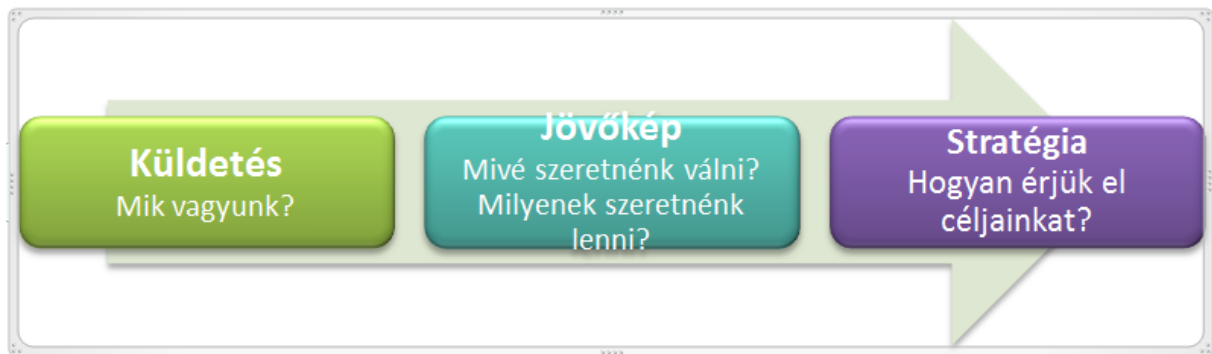 Küldetés
Mik vagyunk?
Jövőkép
Mivé szeretnénk válni?
Milyenek szeretnénk
lenni?
Stratégia
Hogyan érjük el
céljainkat?